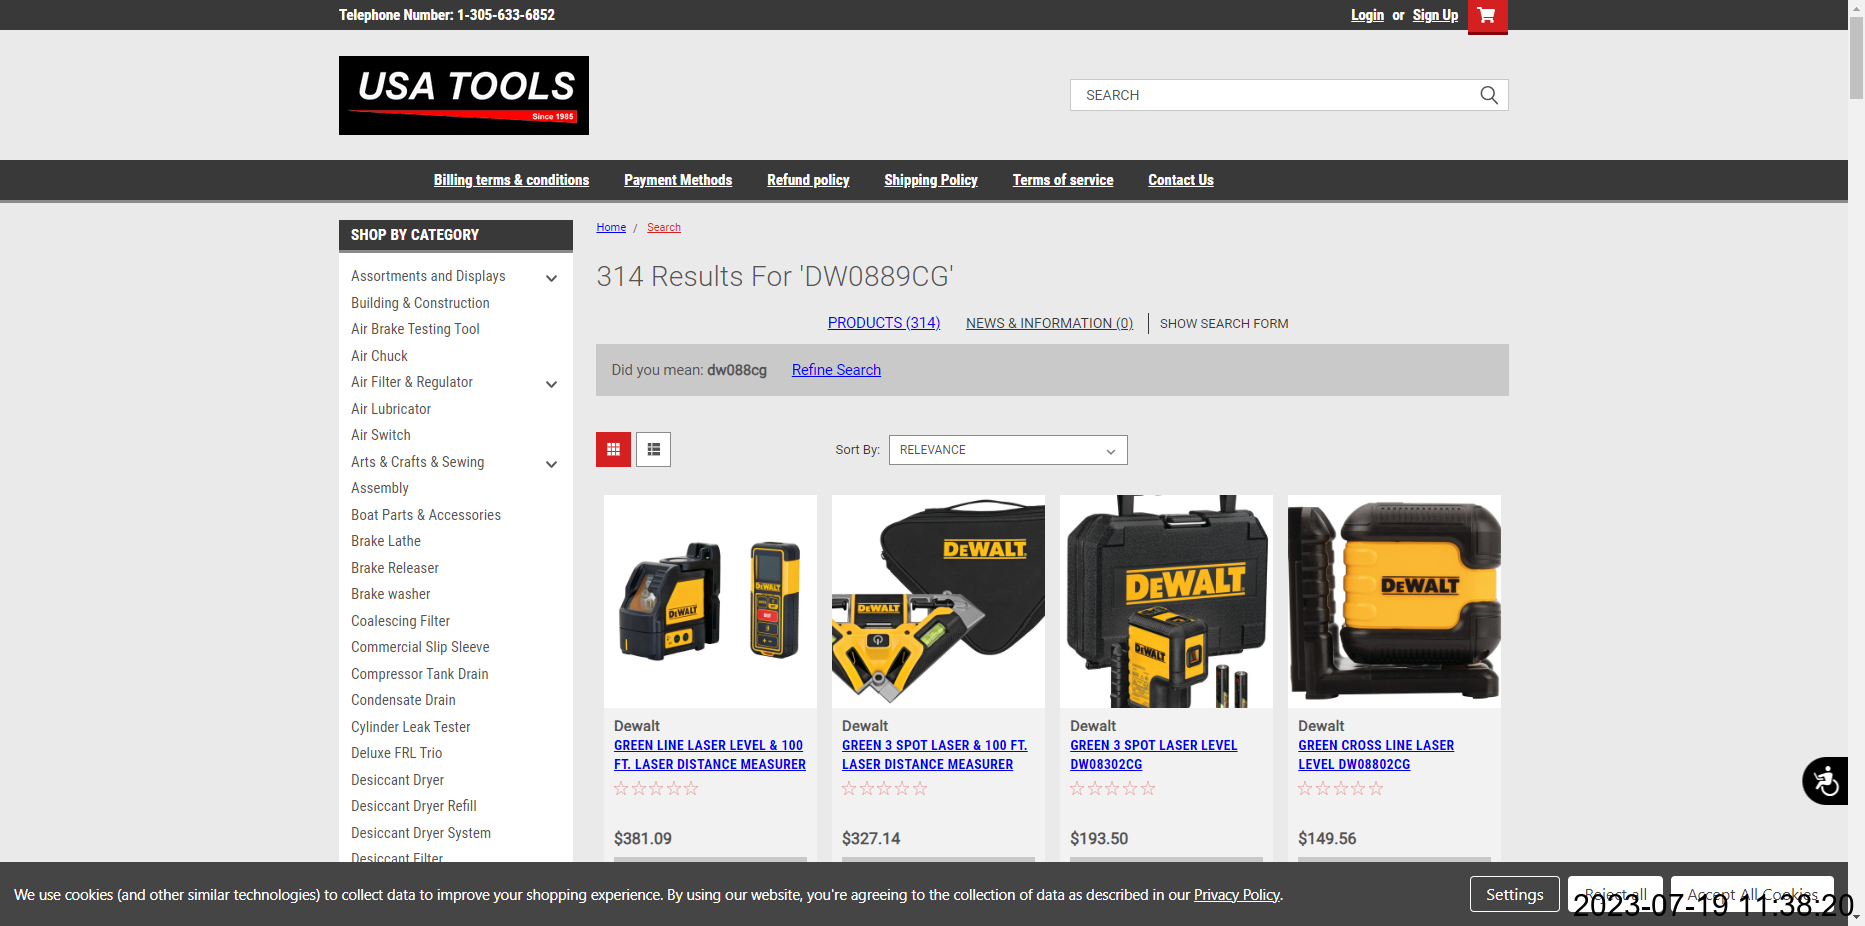 Telephone Number: 1-305-633-6852
Login or Sign Up
USA TOOLS
Since 1985
SEARCH
Billing terms & conditions
Payment Methods
Refund policy
Shipping Policy
Terms of service
Contact Us
SHOP BY CATEGORY
Assortments and Displays
Building & Construction
Air Brake Testing Tool
Air Chuck
Air Filter & Regulator
Air Lubricator
Air Switch
Arts & Crafts & Sewing
Assembly
Boat Parts & Accessories
Brake Lathe
Brake Releaser
Brake washer
Coalescing Filter
Commercial Slip Sleeve
Compressor Tank Drain
Condensate Drain
Cylinder Leak Tester
Deluxe FRL Trio
Desiccant Dryer
Desiccant Dryer Refill
Desiccant Dryer System
Desiccant Filter
Home / Search
314 Results For 'DW0889CG'
PRODUCTS (314)
NEWS & INFORMATION (0)
SHOW SEARCH FORM
Did you mean: dw088cg Refine Search
Sort By: RELEVANCE
DEWALT
DEWALT
Dewalt
GREEN LINE LASER LEVEL & 100
FT. LASER DISTANCE MEASURER
$381.09
DEWALT
DEWALT
Dewalt
GREEN 3 SPOT LASER & 100 FT.
LASER DISTANCE MEASURER
$327.14
DEWALT
DEWALT
Dewalt
GREEN 3 SPOT LASER LEVEL
DW08302CG
$193.50
DEWALT
Dewalt
GREEN CROSS LINE LASER
LEVEL DW08802CG
$149.56
We use cookies (and other similar technologies) to collect data to improve your shopping experience. By using our website, you're agreeing to the collection of data as described in our Privacy Policy.
Settings
Reject all
Accept All Cookies
2023-07-19 11:38:20